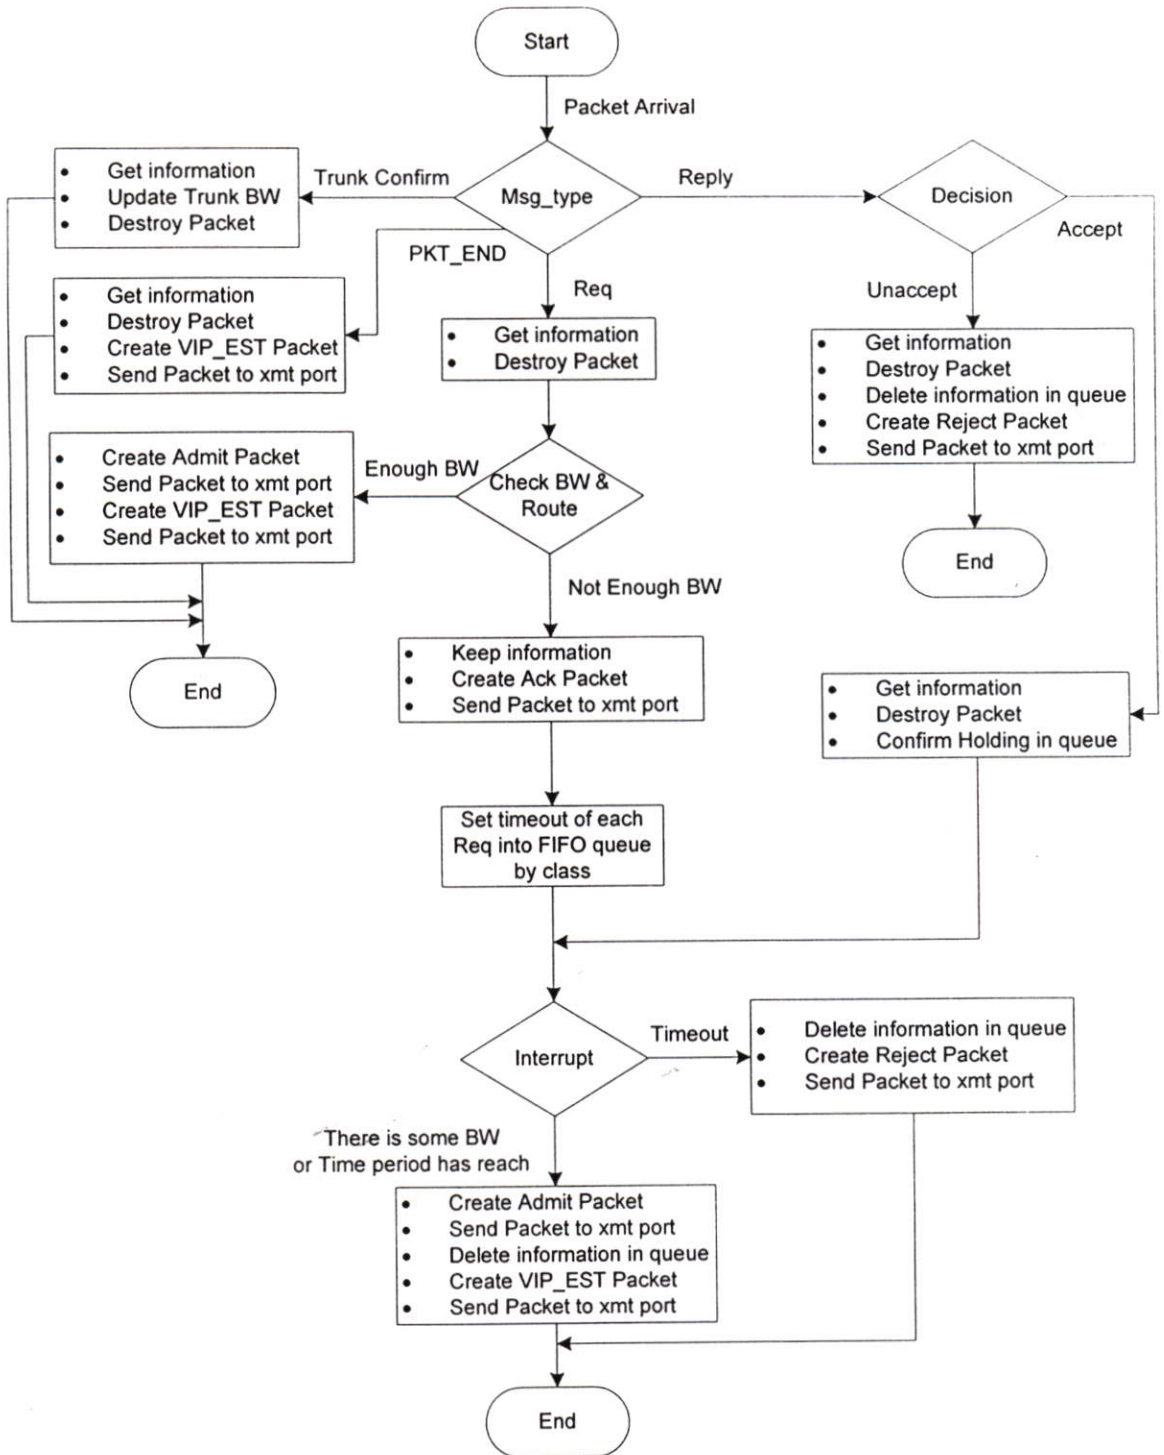 Start
Packet Arrival
Msg_type
Trunk Confirm
• Get information
• Update Trunk BW
• Destroy Packet
Reply
Decision
Accept
PKT_END
• Get information
• Destroy Packet
• Create VIP_EST Packet
• Send Packet to xmt port
Req
• Get information
• Destroy Packet
Unaccept
• Get information
• Destroy Packet
• Delete information in queue
• Create Reject Packet
• Send Packet to xmt port
End
Check BW &
Route
Enough BW
• Create Admit Packet
• Send Packet to xmt port
• Create VIP_EST Packet
• Send Packet to xmt port
End
Not Enough BW
• Keep information
• Create Ack Packet
• Send Packet to xmt port
• Get information
• Destroy Packet
• Confirm Holding in queue
Set timeout of each
Req into FIFO queue
by class
Interrupt
Timeout
• Delete information in queue
• Create Reject Packet
• Send Packet to xmt port
There is some BW
or Time period has reach
• Create Admit Packet
• Send Packet to xmt port
• Delete information in queue
• Create VIP_EST Packet
• Send Packet to xmt port
End